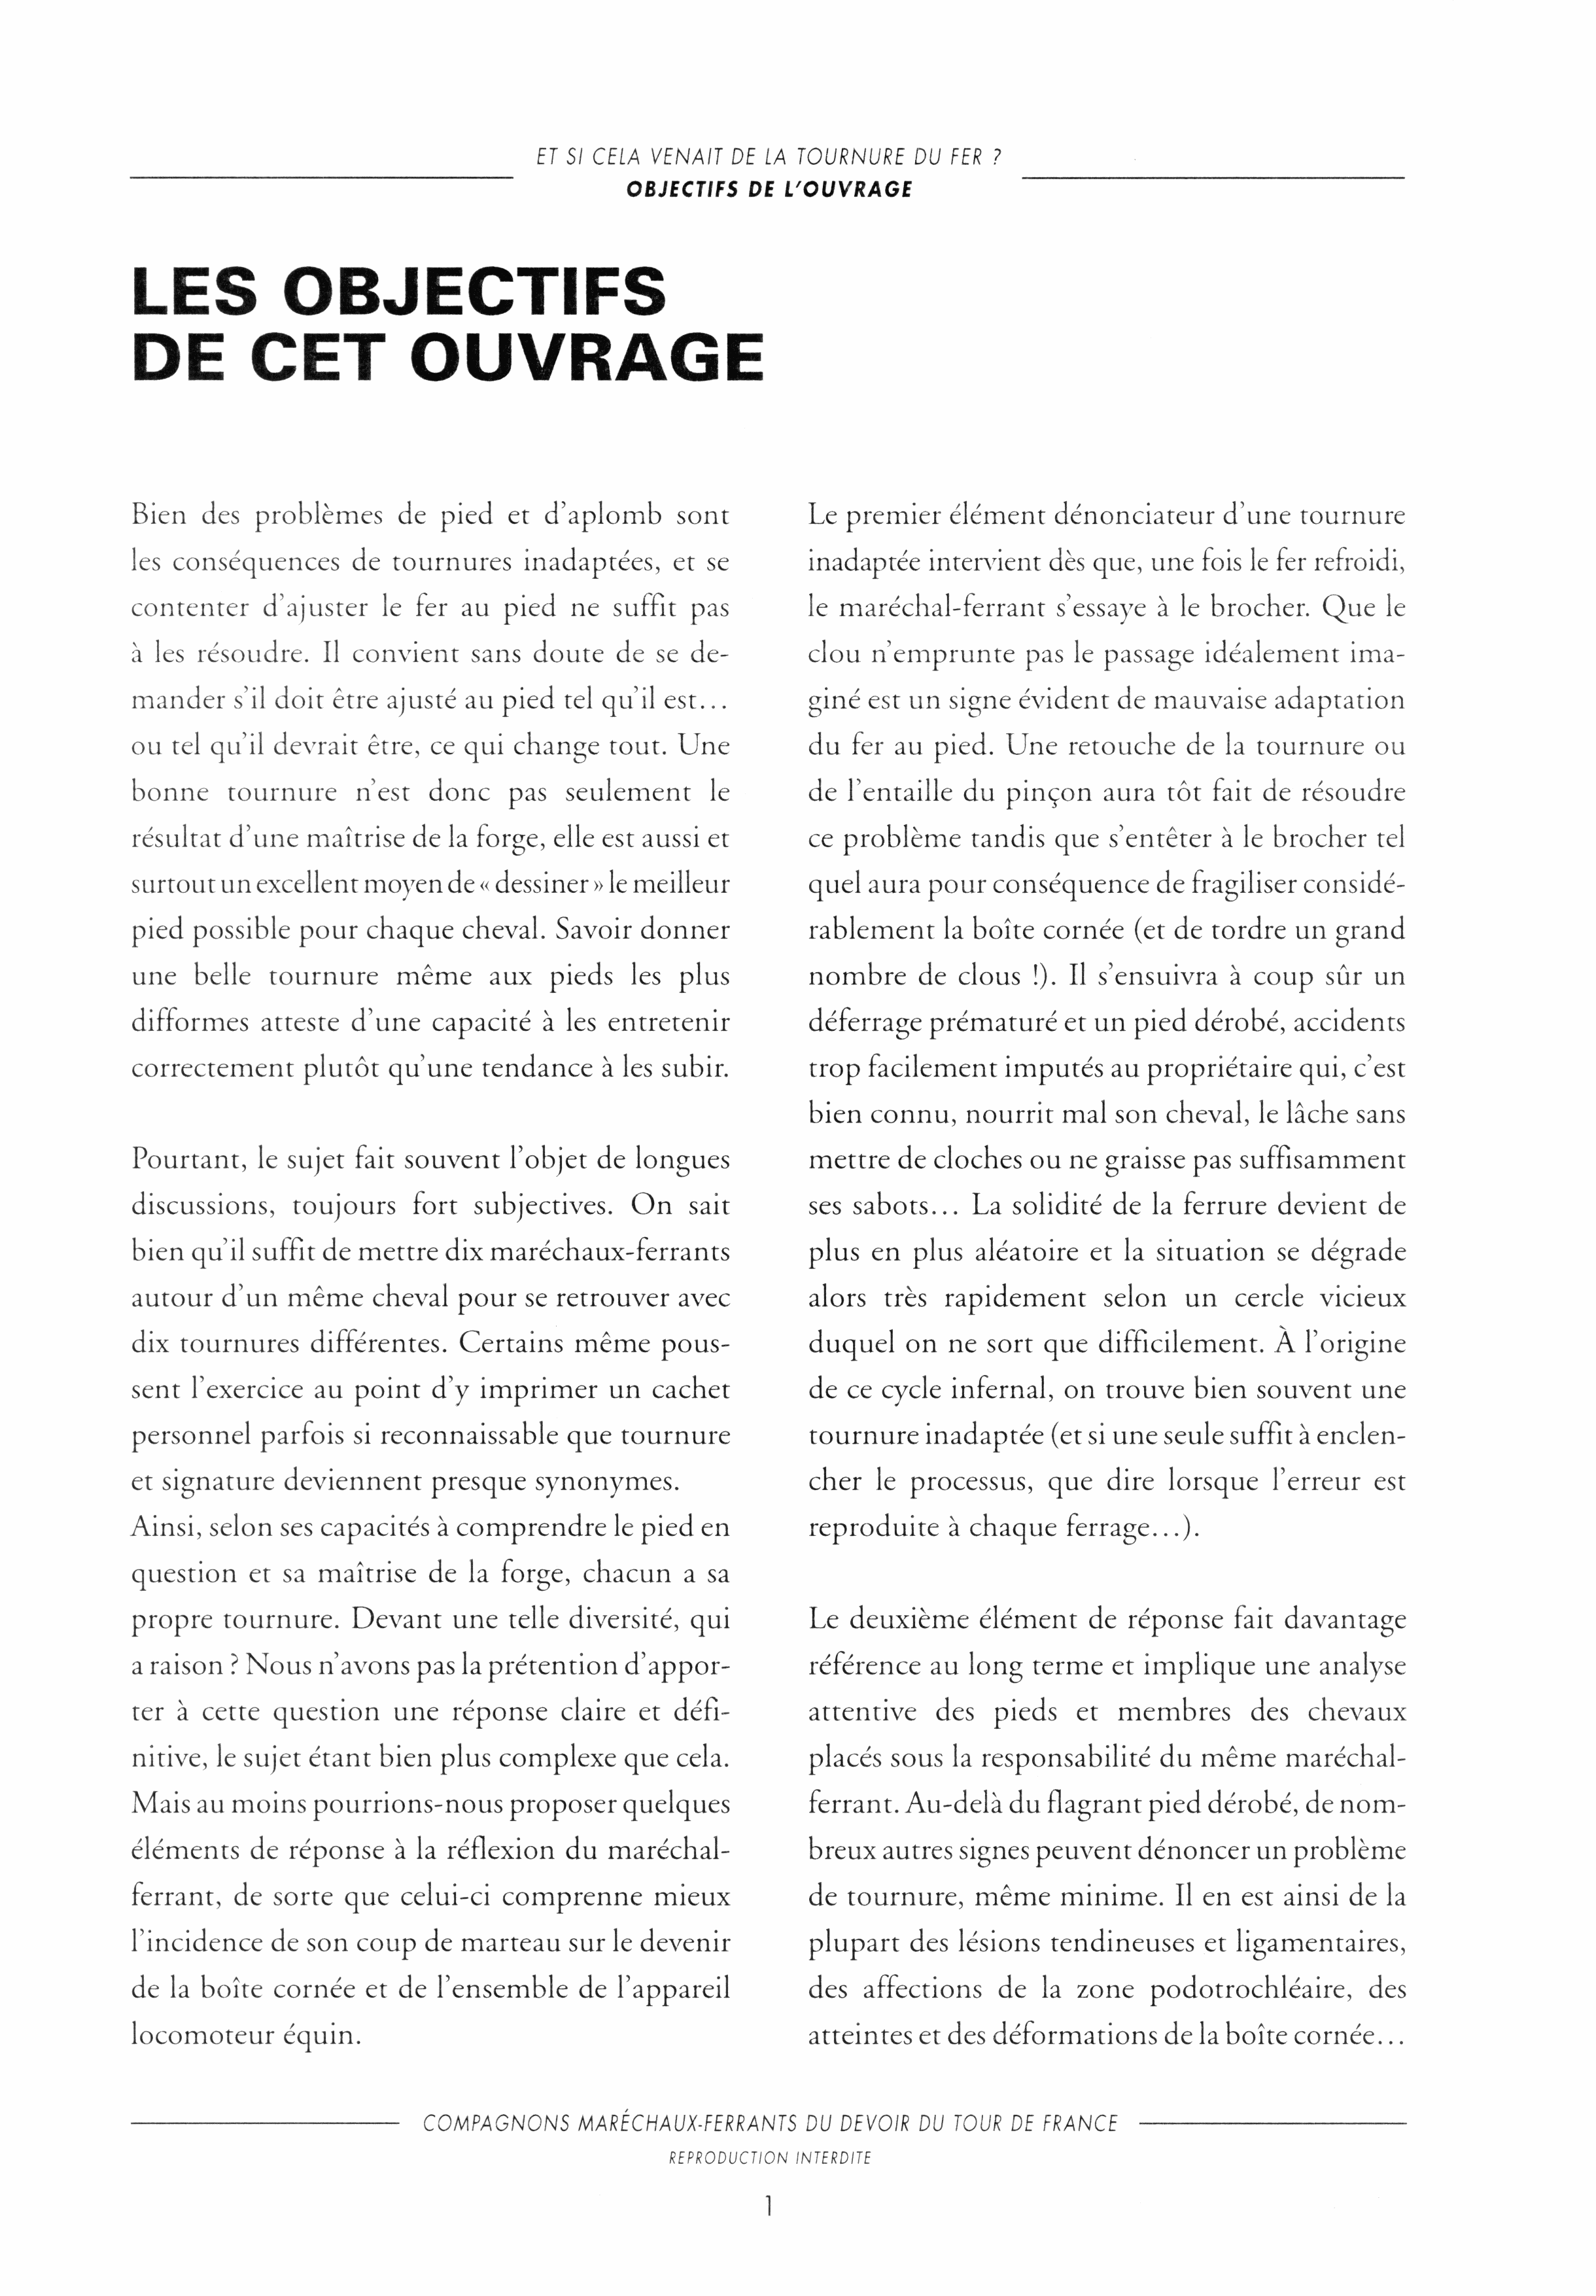 ET SI CELA VENAIT DE LA TOURNURE DU FER ?
OBJECTIFS DE L'OUVRAGE
LES OBJECTIFS
DE CET OUVRAGE
Bien des problèmes de pied et d'aplomb sont
les conséquences de tournures inadaptées, et se
contenter d'ajuster le fer au pied ne suffit pas
à les résoudre. Il convient sans doute de se de-
mander s'il doit être ajusté au pied tel qu'il est...
ou tel qu'il devrait être, ce qui change tout. Une
bonne tournure n'est donc pas seulement le
résultat d'une maîtrise de la forge, elle est aussi et
surtout un excellent moyen de « dessiner » le meilleur
pied possible pour chaque cheval. Savoir donner
une belle tournure même aux pieds les plus
difformes atteste d'une capacité à les entretenir
correctement plutôt qu'une tendance à les subir.
Pourtant, le sujet fait souvent l'objet de longues
discussions, toujours fort subjectives. On sait
bien qu'il suffit de mettre dix maréchaux-ferrants
autour d'un même cheval pour se retrouver avec
dix tournures différentes. Certains même pous-
sent l'exercice au point d'y imprimer un cachet
personnel parfois si reconnaissable que tournure
et signature deviennent presque synonymes.
Ainsi, selon ses capacités à comprendre le pied en
question et sa maîtrise de la forge, chacun a sa
propre tournure. Devant une telle diversité, qui
a raison ? Nous n'avons pas la prétention d'appor-
ter à cette question une réponse claire et défi-
nitive, le sujet étant bien plus complexe que cela.
Mais au moins pourrions-nous proposer quelques
éléments de réponse à la réflexion du maréchal-
ferrant, de sorte que celui-ci comprenne mieux
l'incidence de son coup de marteau sur le devenir
de la boîte cornée et de l'ensemble de l'appareil
locomoteur équin.
Le premier élément dénonciateur d'une tournure
inadaptée intervient dès que, une fois le fer refroidi,
le maréchal-ferrant s'essaye à le brocher. Que le
clou n'emprunte pas le passage idéalement ima-
giné est un signe évident de mauvaise adaptation
du fer au pied. Une retouche de la tournure ou
de l'entaille du pinçon aura tôt fait de résoudre
ce problème tandis que s'entêter à le brocher tel
quel aura pour conséquence de fragiliser considé-
rablement la boîte cornée (et de tordre un grand
nombre de clous !). Il s'ensuivra à coup sûr un
déferrage prématuré et un pied dérobé, accidents
trop facilement imputés au propriétaire qui, c'est
bien connu, nourrit mal son cheval, le lâche sans
mettre de cloches ou ne graisse pas suffisamment
ses sabots... La solidité de la ferrure devient de
plus en plus aléatoire et la situation se dégrade
alors très rapidement selon un cercle vicieux
duquel on ne sort que difficilement. À l'origine
de ce cycle infernal, on trouve bien souvent une
tournure inadaptée (et si une seule suffit à enclen-
cher le processus, que dire lorsque l'erreur est
reproduite à chaque ferrage...).
Le deuxième élément de réponse fait davantage
référence au long terme et implique une analyse
attentive des pieds et membres des chevaux
placés sous la responsabilité du même maréchal-
ferrant. Au-delà du flagrant pied dérobé, de nom-
breux autres signes peuvent dénoncer un problème
de tournure, même minime. Il en est ainsi de la
plupart des lésions tendineuses et ligamentaires,
des affections de la zone podotrochléaire, des
atteintes et des déformations de la boîte cornée...
COMPAGNONS MARÉCHAUX-FERRANTS DU DEVOIR DU TOUR DE FRANCE
REPRODUCTION INTERDITE
1